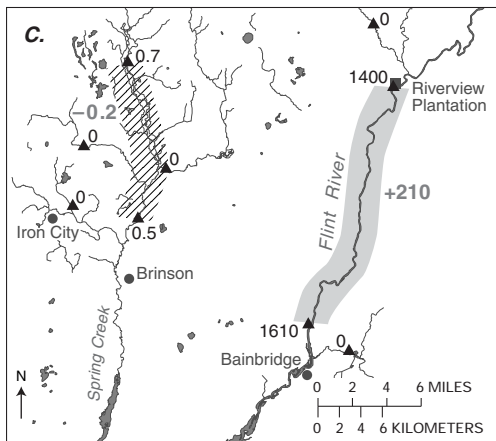 C.
0
0.7
1400
Riverview
Plantation
−0.2
0
0
Flint River
+210
0
0.5
Iron City
Brinson
Spring Creek
1610
0
Bainbridge
N
0 2 4 6 MILES
0 2 4 6 KILOMETERS